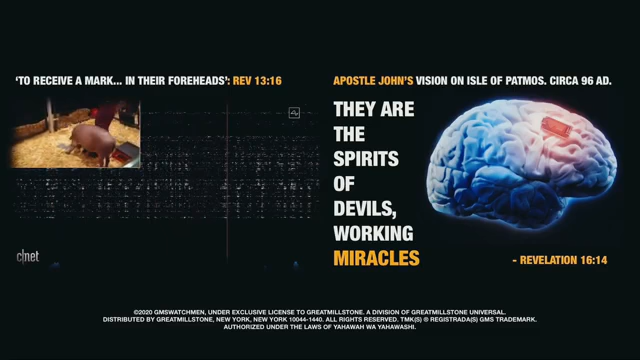 'TO RECEIVE A MARK... IN THEIR FOREHEADS': REV 13:16
APOSTLE JOHN'S VISION ON ISLE OF PATMOS. CIRCA 96 AD.
THEY ARE
THE
SPIRITS
OF
DEVILS,
WORKING
MIRACLES
- REVELATION 16:14
c|net
©2020 GMSWATCHMEN, UNDER EXCLUSIVE LICENSE TO GREATMILLSTONE. A DIVISION OF GREATMILLSTONE UNIVERSAL.
DISTRIBUTED BY GREATMILLSTONE, NEW YORK, NEW YORK 10044-1440. ALL RIGHTS RESERVED. TMK(S) ® REGISTRADA(S) GMS TRADEMARK.
AUTHORIZED UNDER THE LAWS OF YAHAWAH WA YAHAWASHI.